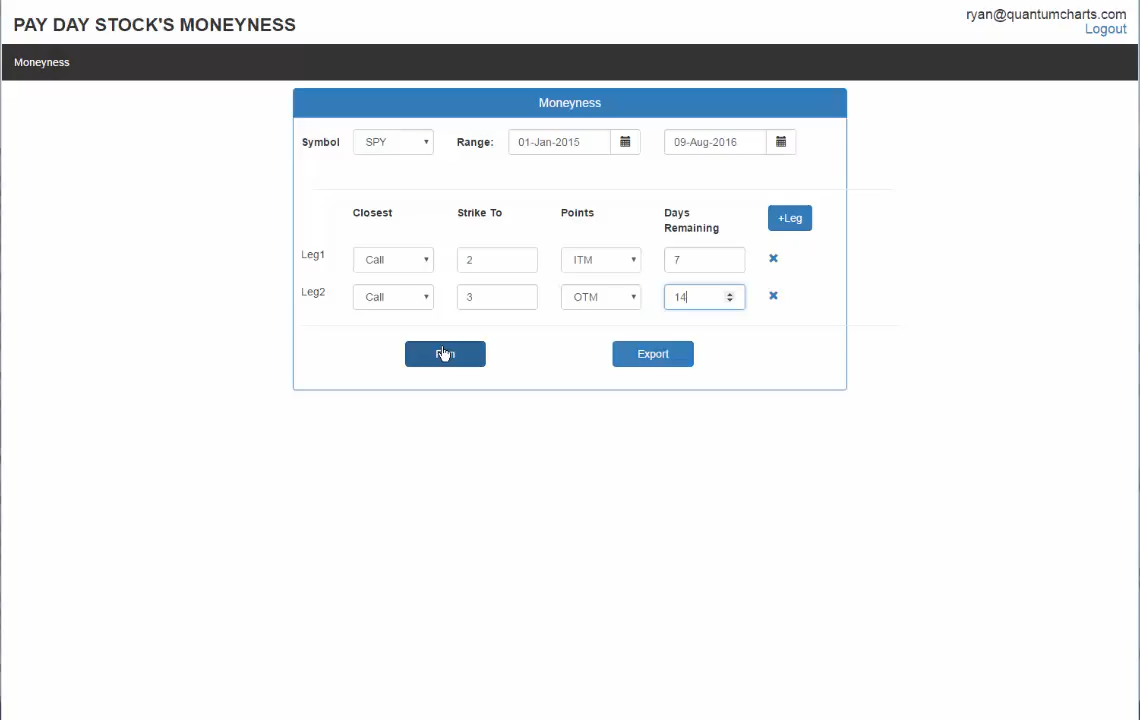 PAY DAY STOCK'S MONEYNESS
ryan@quantumcharts.com
Logout
Moneyness
Moneyness
Symbol SPY Range: 01-Jan-2015 09-Aug-2016
Closest Strike To Points Days Remaining +Leg
Leg1 Call 2 ITM 7
Leg2 Call 3 OTM 14
Export